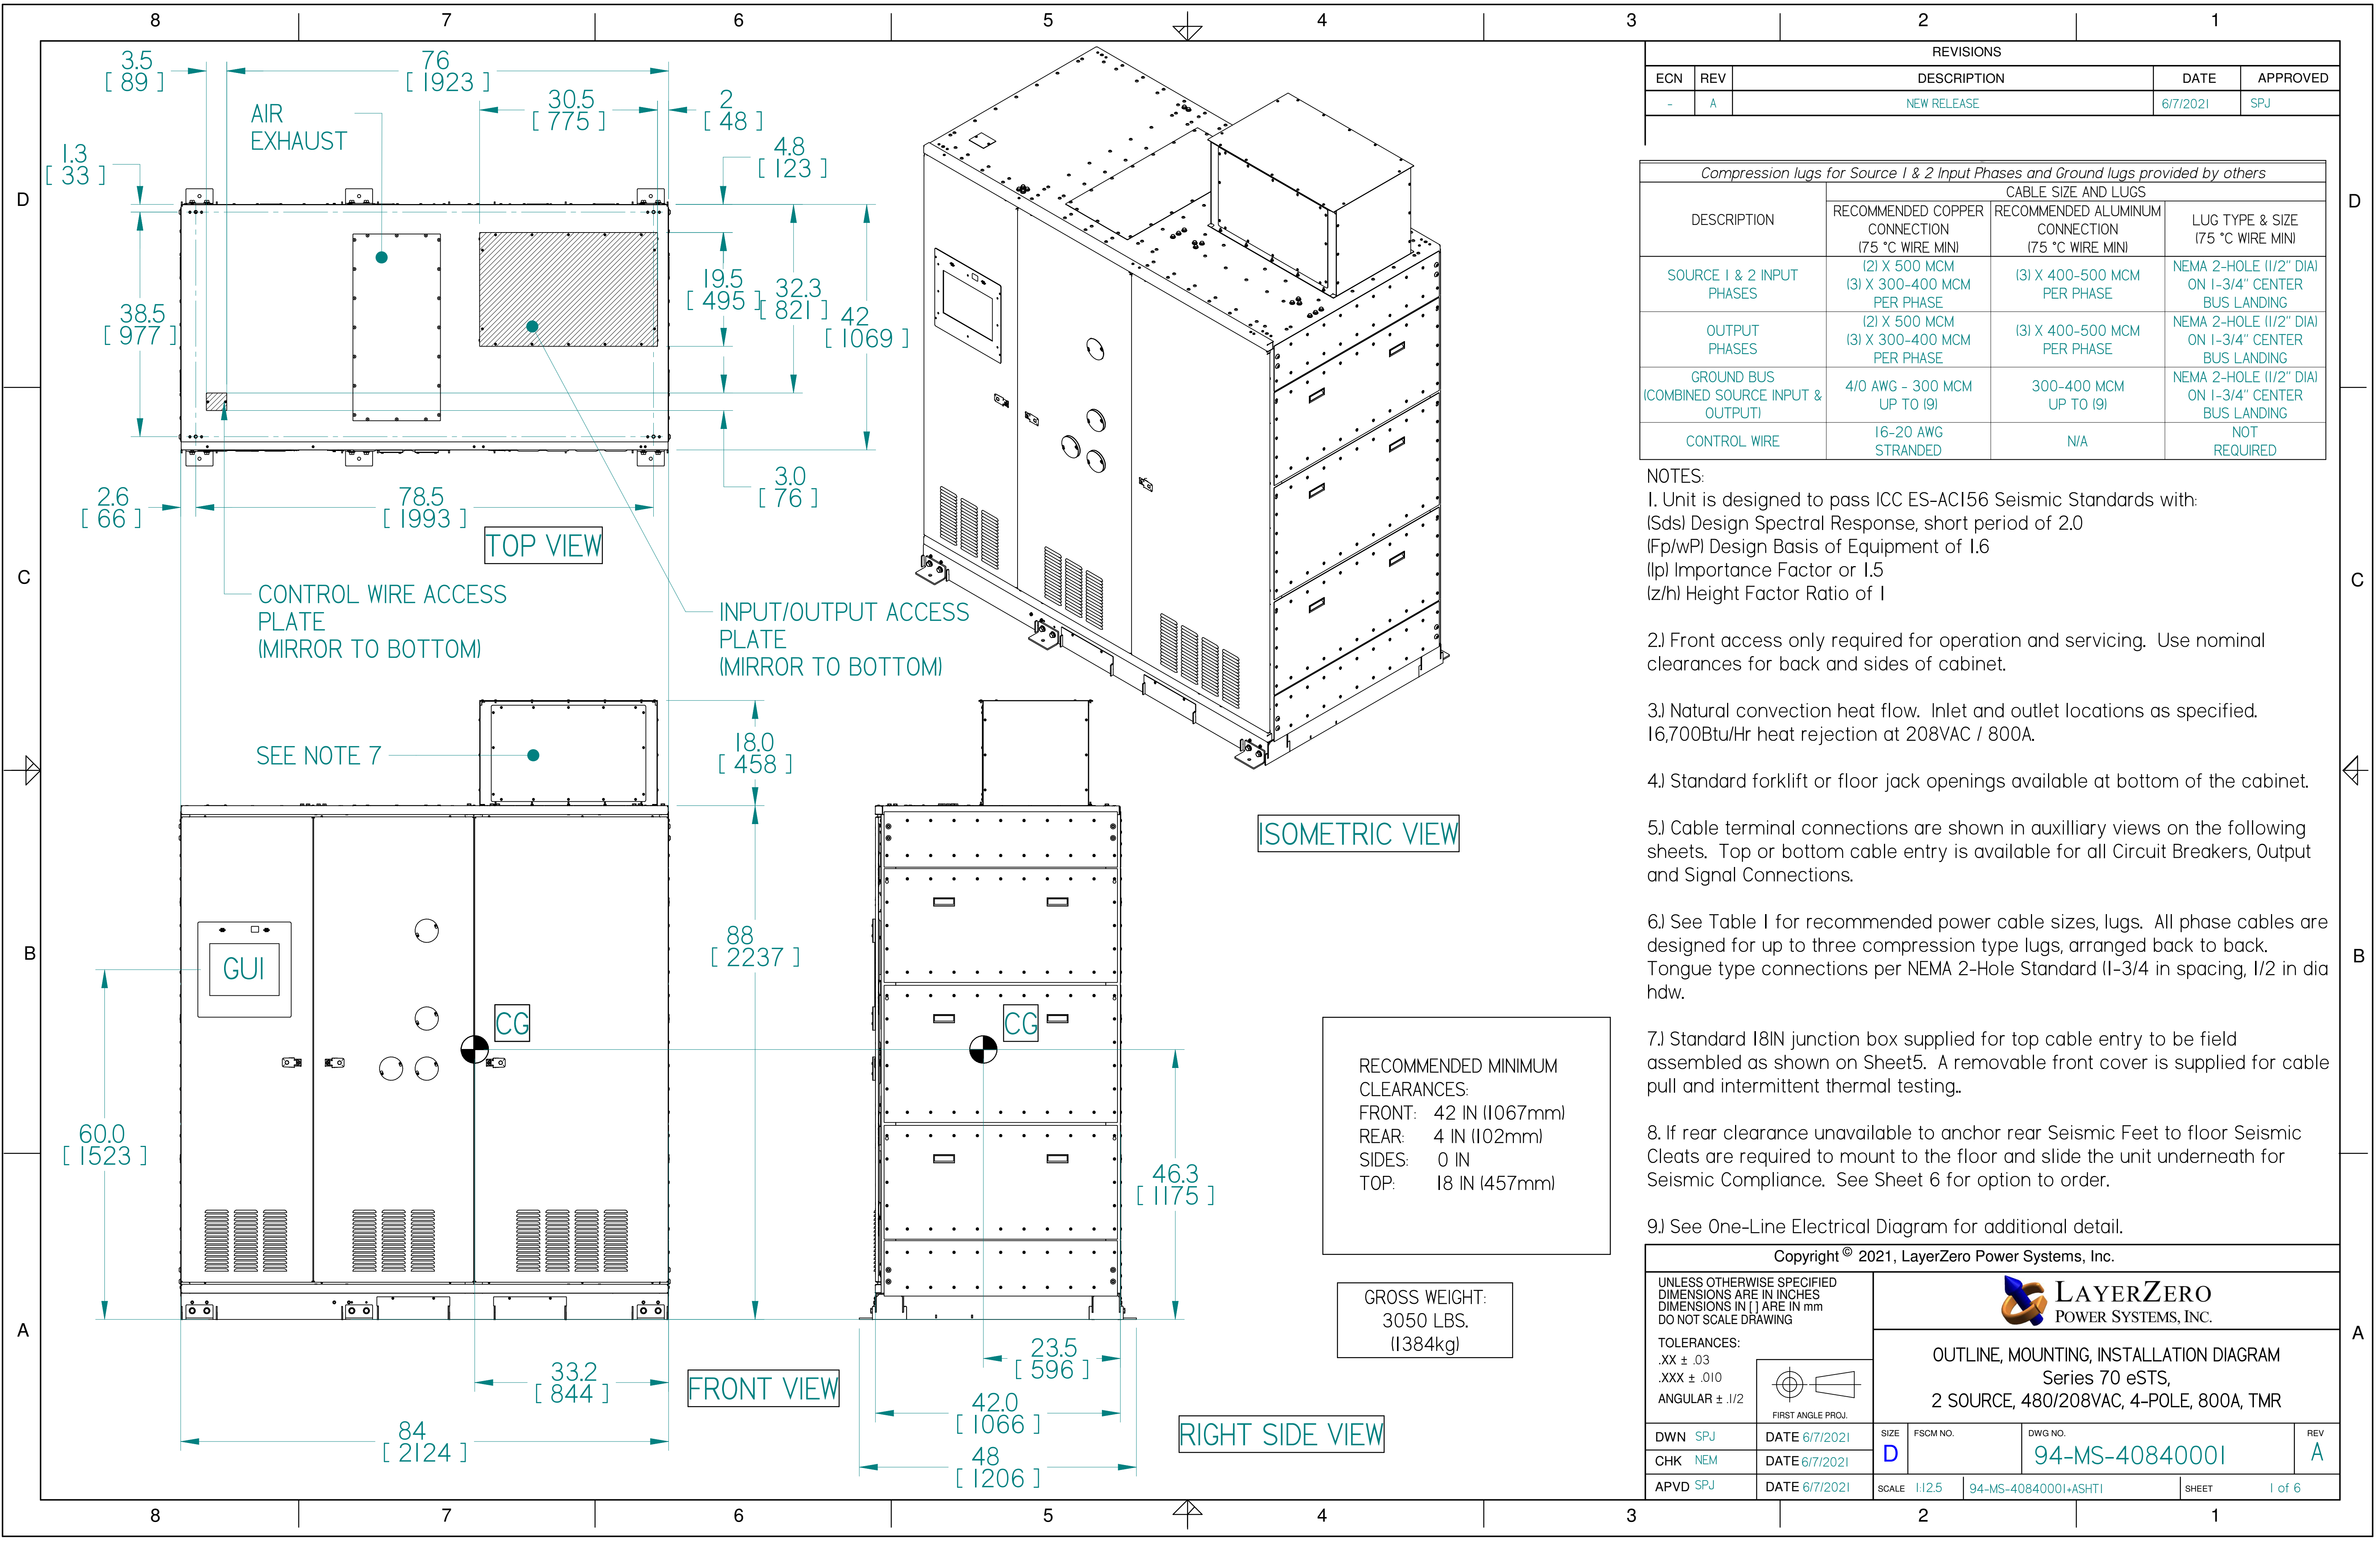 8 7 6 5 4 3 2 1
D
C
B
A
3.5
[ 89 ]
76
[ 1923 ]
30.5
[ 775 ]
2
[ 48 ]
AIR
EXHAUST
1.3
[ 33 ]
4.8
[ 123 ]
38.5
[ 977 ]
19.5
[ 495 ]
32.3
[ 821 ]
42
[ 1069 ]
3.0
[ 76 ]
2.6
[ 66 ]
78.5
[ 1993 ]
TOP VIEW
CONTROL WIRE ACCESS
PLATE
(MIRROR TO BOTTOM)
INPUT/OUTPUT ACCESS
PLATE
(MIRROR TO BOTTOM)
SEE NOTE 7
18.0
[ 458 ]
ISOMETRIC VIEW
GUI
CG
88
[ 2237 ]
CG
60.0
[ 1523 ]
46.3
[ 1175 ]
33.2
[ 844 ]
FRONT VIEW
84
[ 2124 ]
23.5
[ 596 ]
42.0
[ 1066 ]
48
[ 1206 ]
RIGHT SIDE VIEW
RECOMMENDED MINIMUM
CLEARANCES:
FRONT: 42 IN (1067mm)
REAR: 4 IN (102mm)
SIDES: 0 IN
TOP: 18 IN (457mm)
GROSS WEIGHT:
3050 LBS.
(1384kg)
REVISIONS
ECN REV DESCRIPTION DATE APPROVED
- A NEW RELEASE 6/7/2021 SPJ
Compression lugs for Source 1 & 2 Input Phases and Ground lugs provided by others
CABLE SIZE AND LUGS
DESCRIPTION
RECOMMENDED COPPER
CONNECTION
(75 °C WIRE MIN)
RECOMMENDED ALUMINUM
CONNECTION
(75 °C WIRE MIN)
LUG TYPE & SIZE
(75 °C WIRE MIN)
SOURCE 1 & 2 INPUT
PHASES
(2) X 500 MCM
(3) X 300-400 MCM
PER PHASE
(3) X 400-500 MCM
PER PHASE
NEMA 2-HOLE (1/2" DIA)
ON 1-3/4" CENTER
BUS LANDING
OUTPUT
PHASES
(2) X 500 MCM
(3) X 300-400 MCM
PER PHASE
(3) X 400-500 MCM
PER PHASE
NEMA 2-HOLE (1/2" DIA)
ON 1-3/4" CENTER
BUS LANDING
GROUND BUS
(COMBINED SOURCE INPUT &
OUTPUT)
4/0 AWG - 300 MCM
UP TO (9)
300-400 MCM
UP TO (9)
NEMA 2-HOLE (1/2" DIA)
ON 1-3/4" CENTER
BUS LANDING
CONTROL WIRE
16-20 AWG
STRANDED
N/A
NOT
REQUIRED
NOTES:
1. Unit is designed to pass ICC ES-AC156 Seismic Standards with:
(Sds) Design Spectral Response, short period of 2.0
(Fp/wP) Design Basis of Equipment of 1.6
(Ip) Importance Factor or 1.5
(z/h) Height Factor Ratio of 1
2.) Front access only required for operation and servicing. Use nominal
clearances for back and sides of cabinet.
3.) Natural convection heat flow. Inlet and outlet locations as specified.
16,700Btu/Hr heat rejection at 208VAC / 800A.
4.) Standard forklift or floor jack openings available at bottom of the cabinet.
5.) Cable terminal connections are shown in auxilliary views on the following
sheets. Top or bottom cable entry is available for all Circuit Breakers, Output
and Signal Connections.
6.) See Table 1 for recommended power cable sizes, lugs. All phase cables are
designed for up to three compression type lugs, arranged back to back.
Tongue type connections per NEMA 2-Hole Standard (1-3/4 in spacing, 1/2 in dia
hdw.
7.) Standard 18IN junction box supplied for top cable entry to be field
assembled as shown on Sheet5. A removable front cover is supplied for cable
pull and intermittent thermal testing..
8. If rear clearance unavailable to anchor rear Seismic Feet to floor Seismic
Cleats are required to mount to the floor and slide the unit underneath for
Seismic Compliance. See Sheet 6 for option to order.
9.) See One-Line Electrical Diagram for additional detail.
Copyright © 2021, LayerZero Power Systems, Inc.
UNLESS OTHERWISE SPECIFIED
DIMENSIONS ARE IN INCHES
DIMENSIONS IN [ ] ARE IN mm
DO NOT SCALE DRAWING
TOLERANCES:
.XX ± .03
.XXX ± .010
ANGULAR ± .1/2
FIRST ANGLE PROJ.
LAYERZERO
POWER SYSTEMS, INC.
OUTLINE, MOUNTING, INSTALLATION DIAGRAM
Series 70 eSTS,
2 SOURCE, 480/208VAC, 4-POLE, 800A, TMR
DWN SPJ DATE 6/7/2021
CHK NEM DATE 6/7/2021
APVD SPJ DATE 6/7/2021
SIZE
D
FSCM NO.
DWG NO.
94-MS-40840001
REV
A
SCALE 1:12.5
94-MS-40840001+ASHT1
SHEET 1 of 6
D
C
B
A
8 7 6 5 4 3 2 1